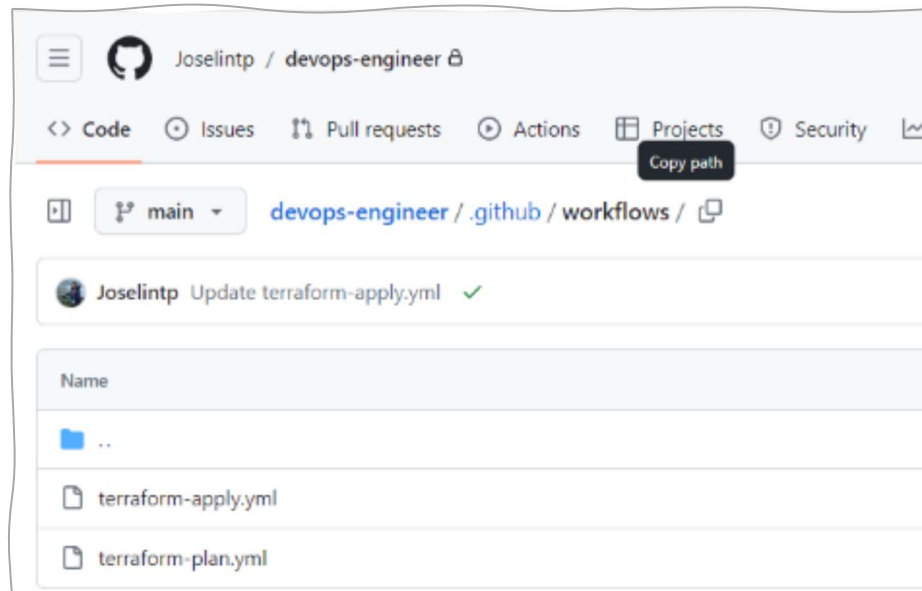 Joselintp / devops-engineer
Code Issues Pull requests Actions Projects Security
Copy path
main devops-engineer / .github / workflows /
Joselintp Update terraform-apply.yml
Name
..
terraform-apply.yml
terraform-plan.yml